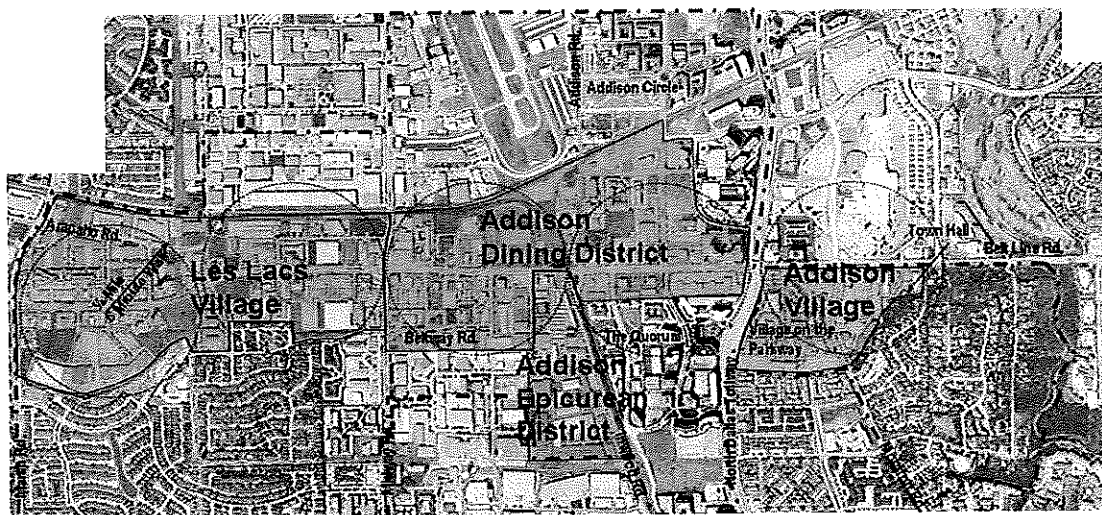 Addison Rd.
Addison Circle
Addison
Dining District
Arapaho Rd.
Town Hall
Belt Line Rd.
Les Lacs
Village
Addison
Village
Beltway Rd.
The Quorum
Village on the
Parkway
Addison
Epicurean
District